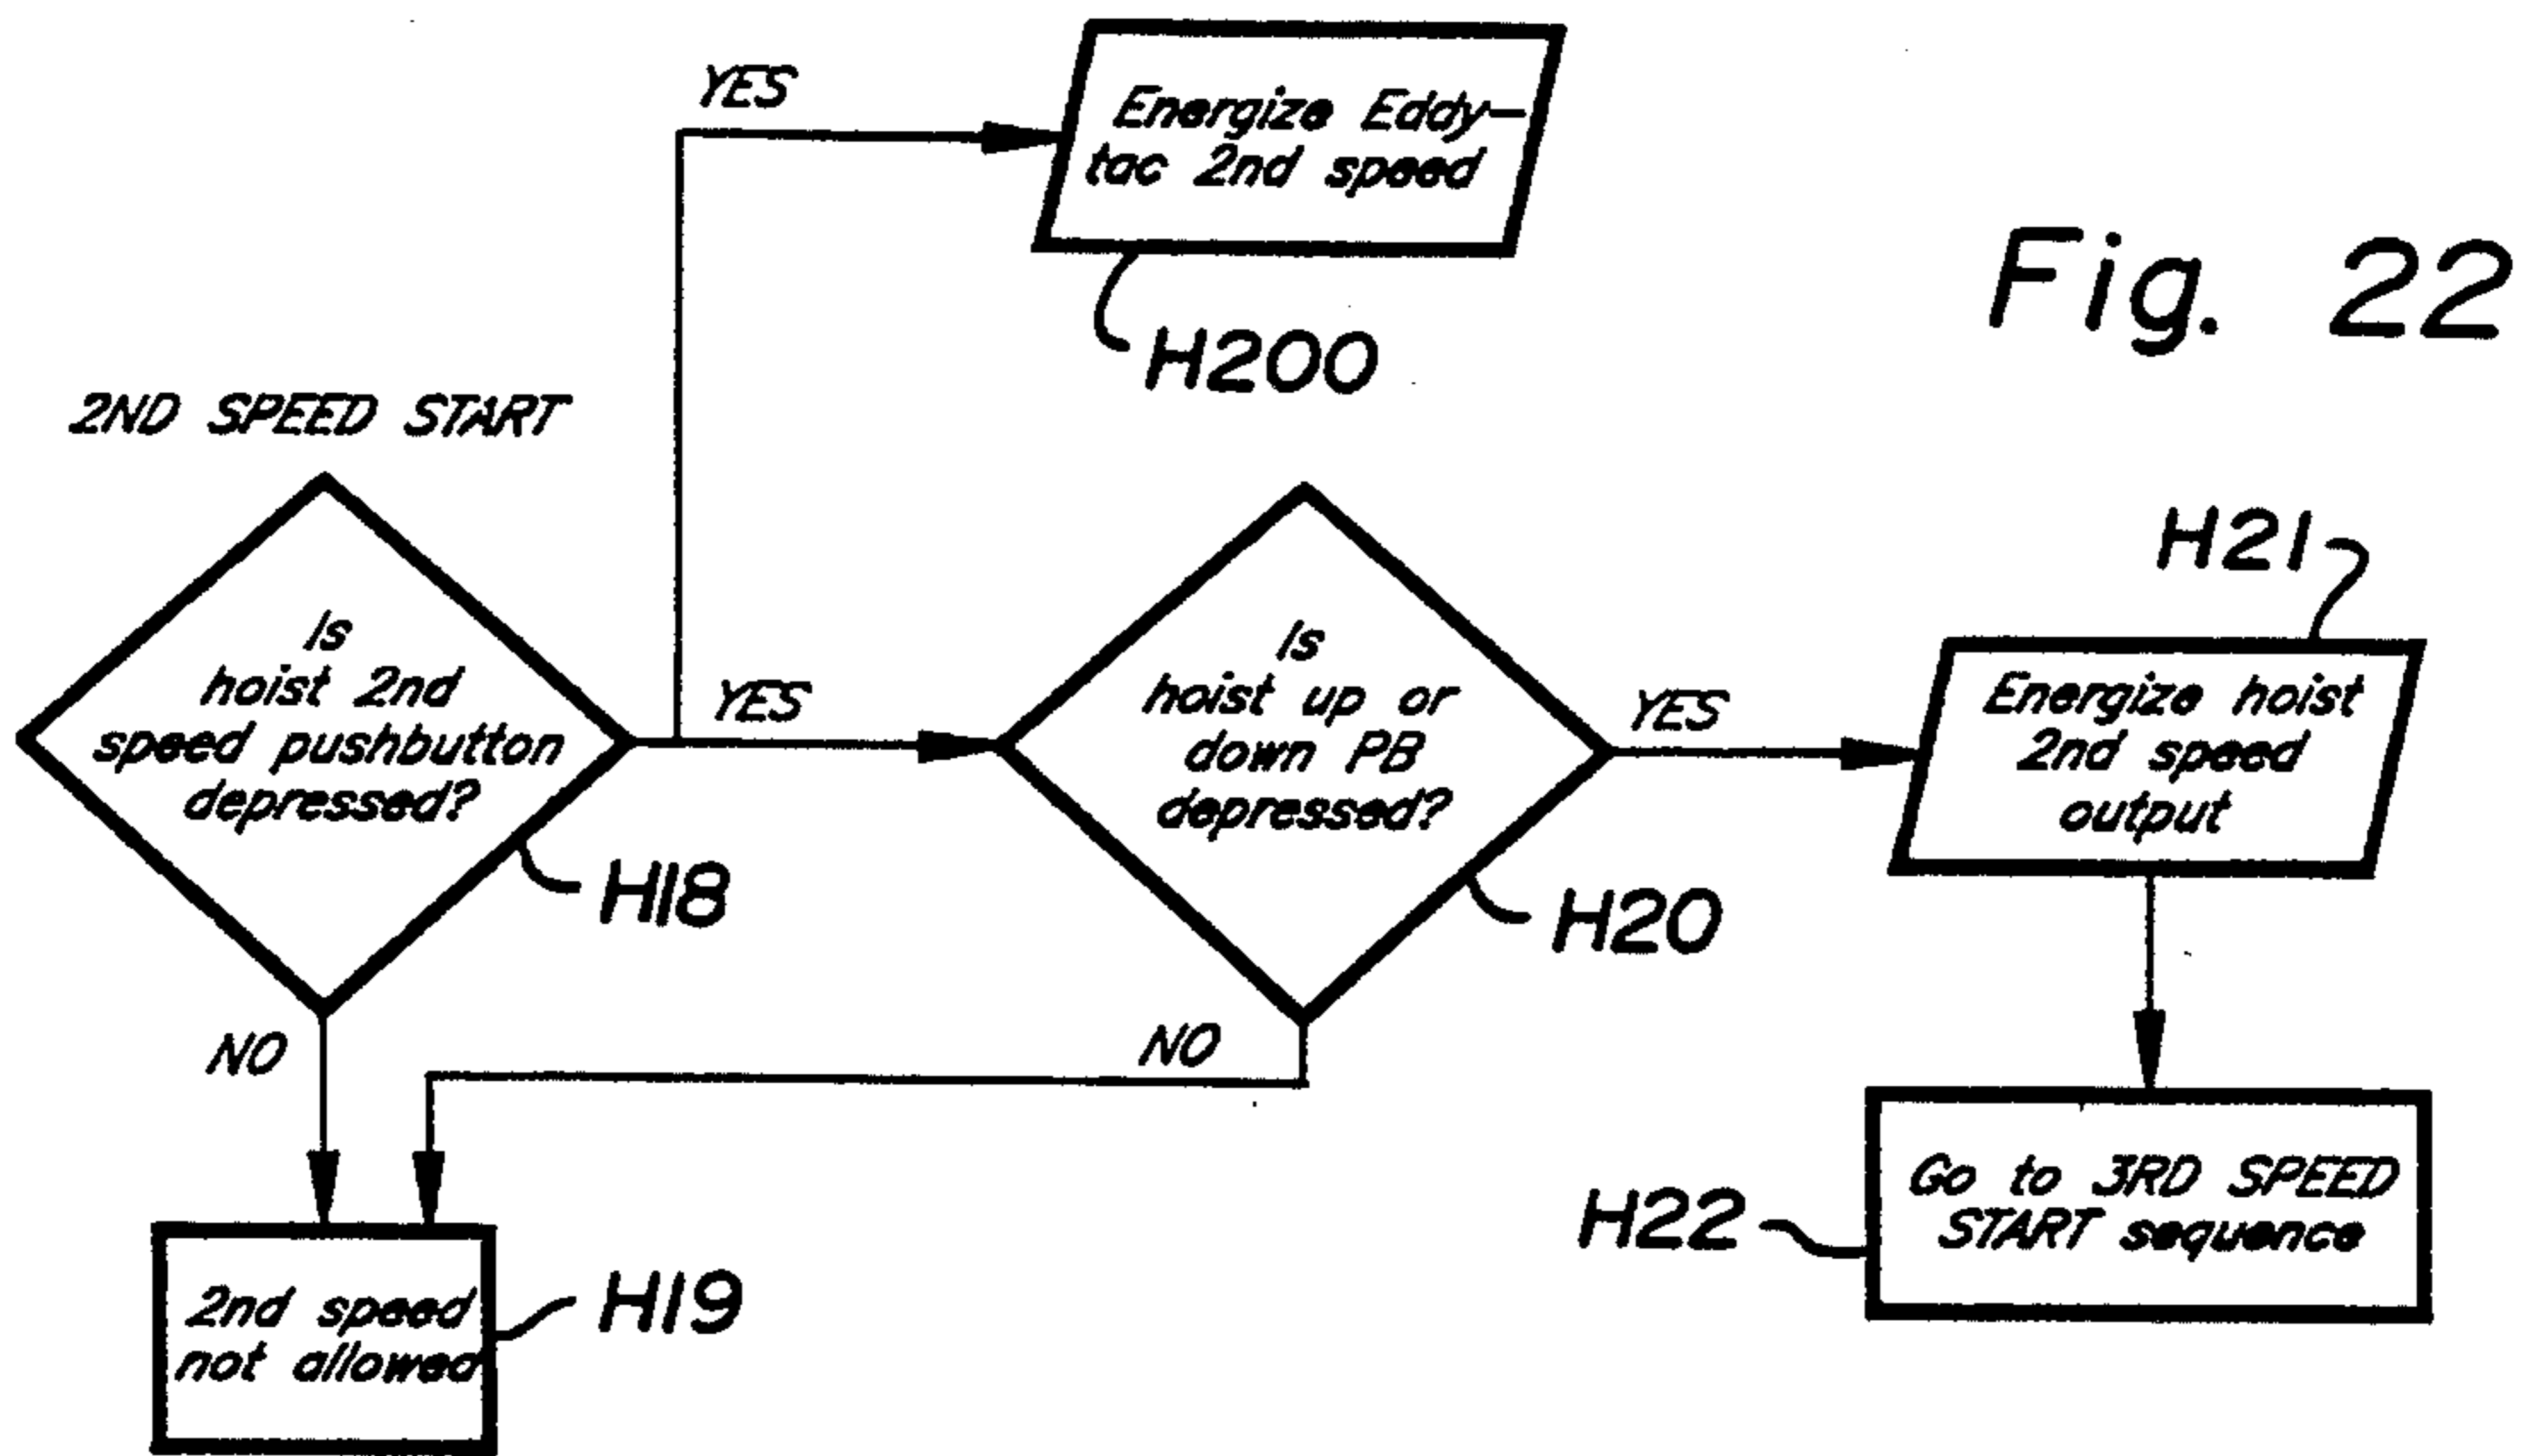 YES
Energize Eddy-
tac 2nd speed
H200
Fig. 22
2ND SPEED START
Is
hoist 2nd
speed pushbutton
depressed?
H18
YES
Is
hoist up or
down PB
depressed?
H20
YES
H21
Energize hoist
2nd speed
output
NO
NO
2nd speed
not allowed
H19
H22
Go to 3RD SPEED
START sequence